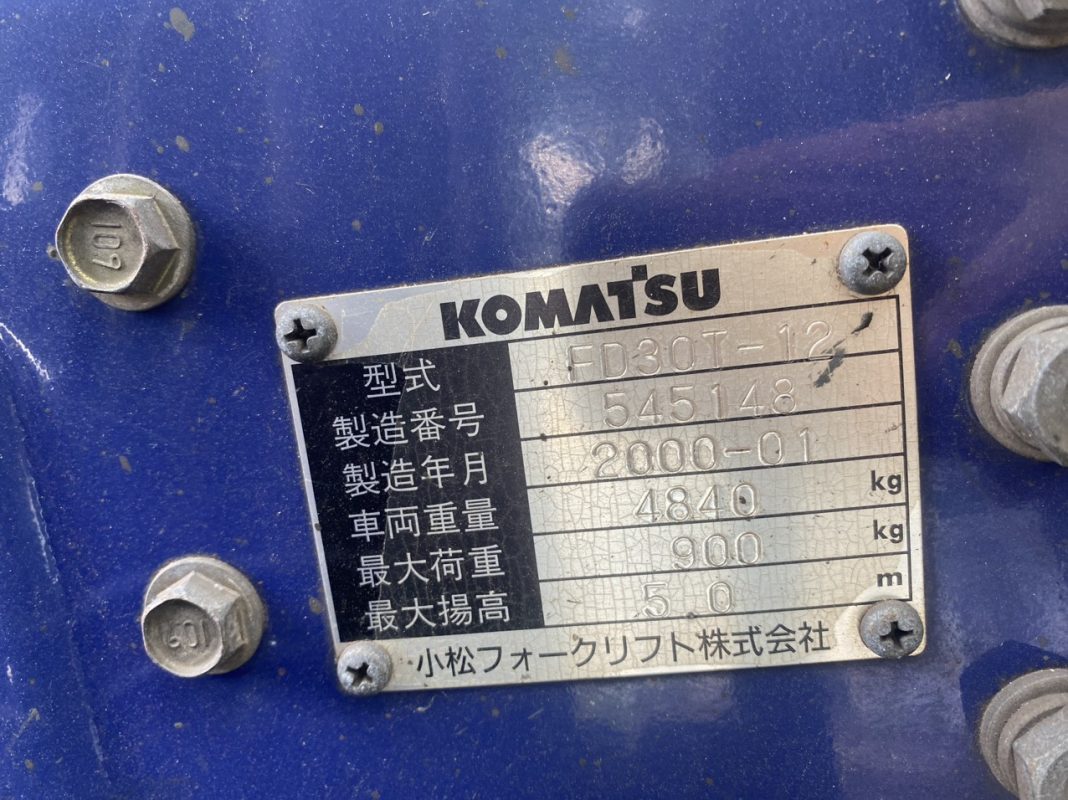 KOMATSU
型式 FD30T-12
製造番号 545148
製造年月 2000-01
車両重量 4840 kg
最大荷重 900 kg
最大揚高 5 0 m
小松フォークリフト株式会社
109
109